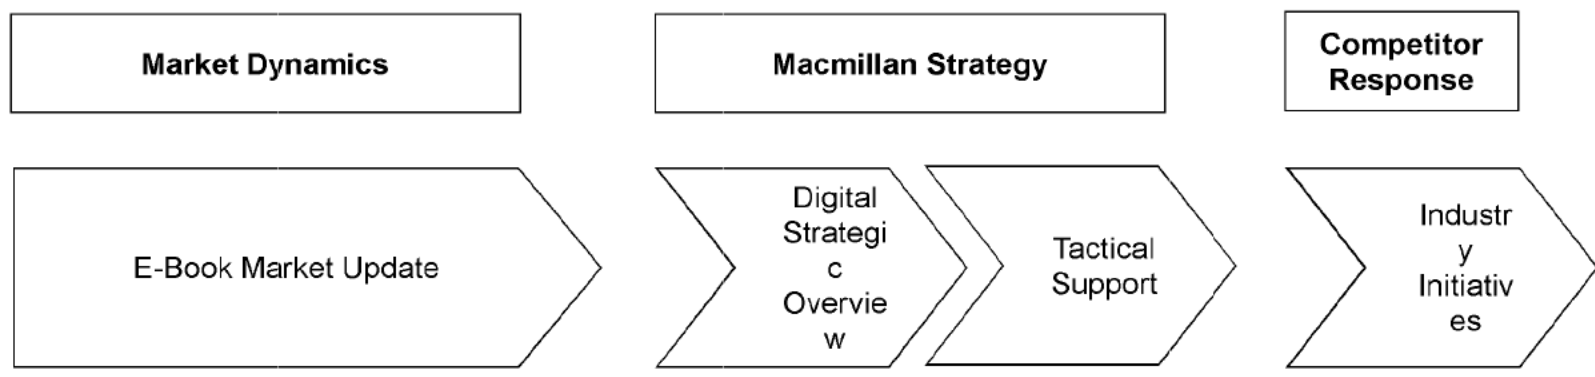 Market Dynamics
Macmillan Strategy
Competitor
Response
E-Book Market Update
Digital
Strategi
c
Overvie
w
Tactical
Support
Industr
y
Initiativ
es